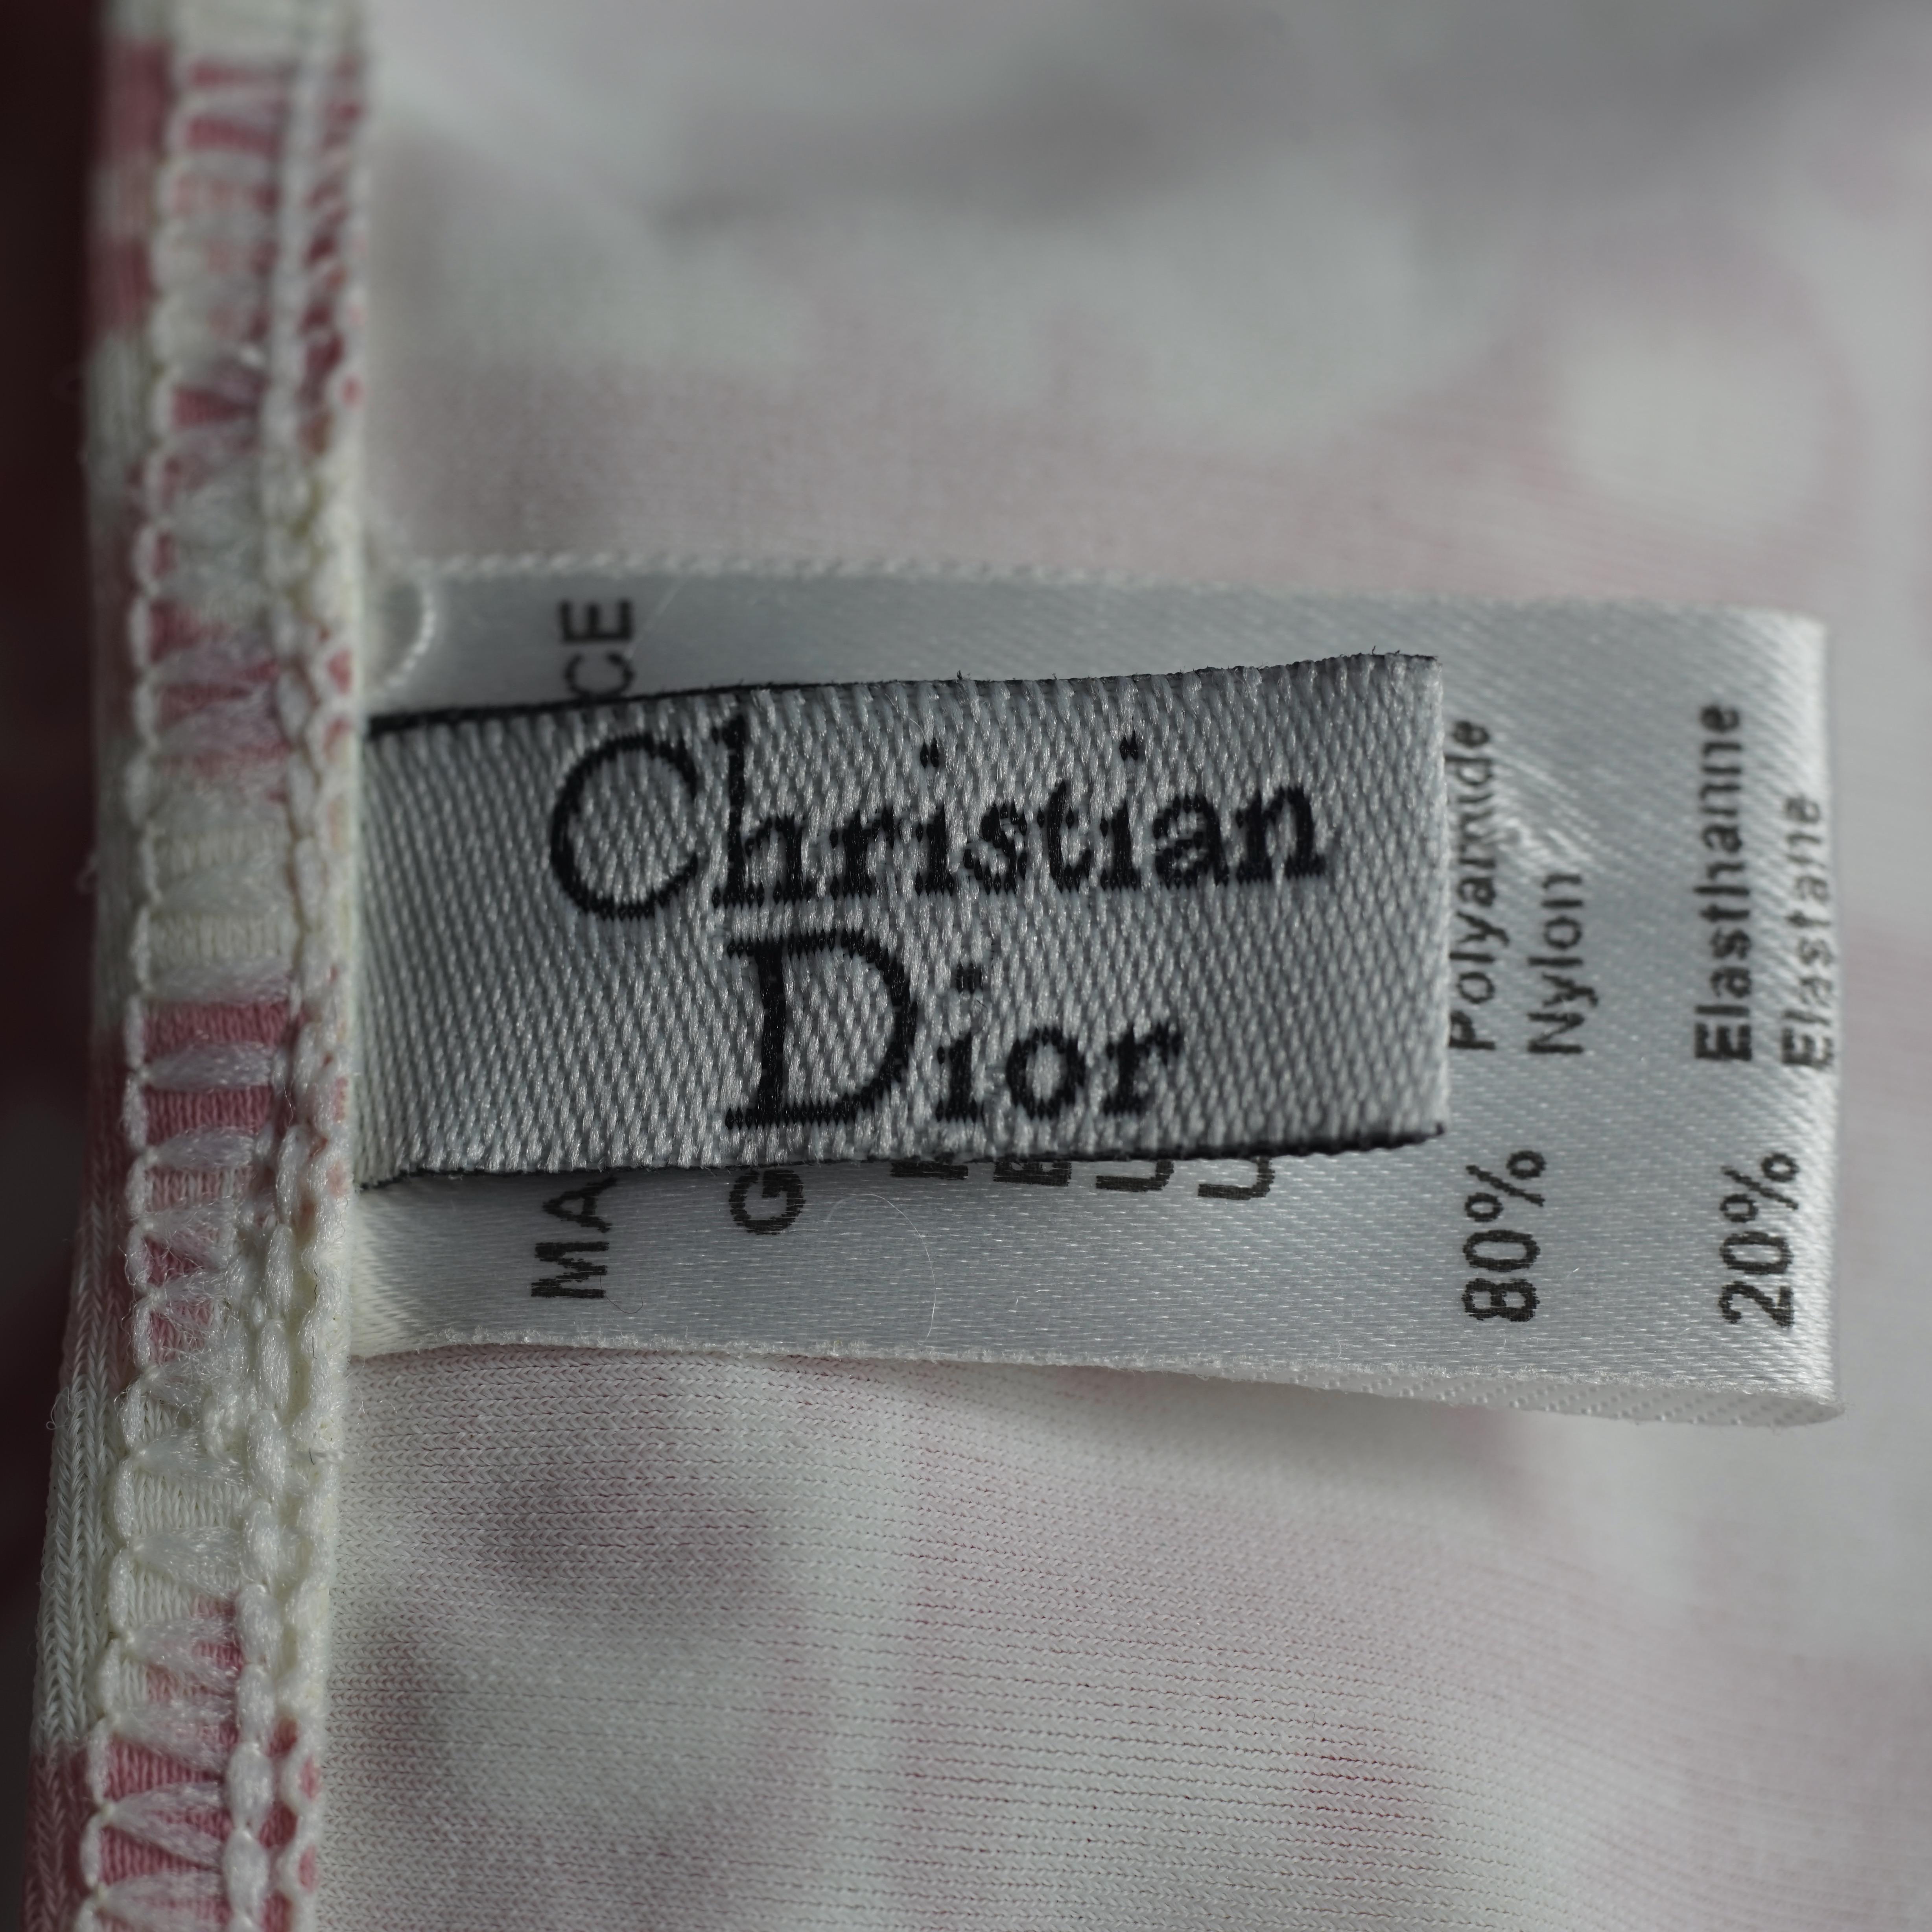 Christian
Dior
80% Polyamide
Nylon
20% Elasthanne
Elastane